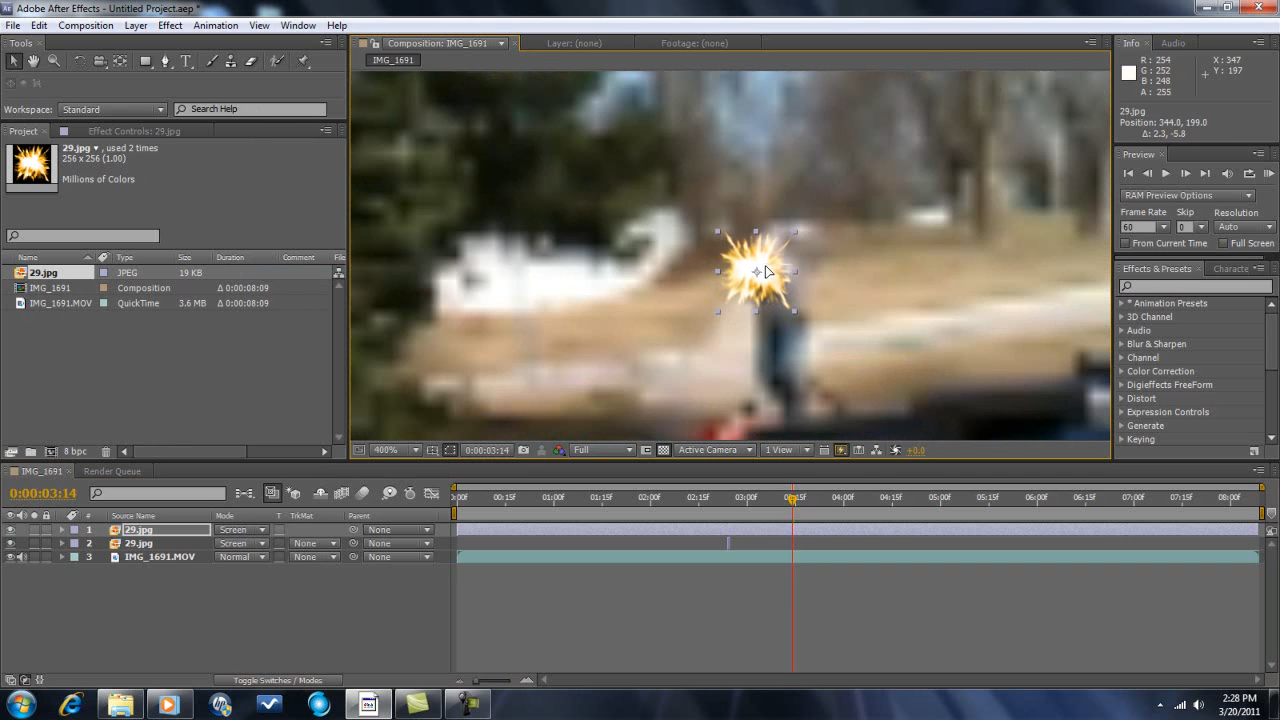 Adobe After Effects - Untitled Project.aep *
File Edit Composition Layer Effect Animation View Window Help
Tools
Workspace: Standard Search Help
Project Effect Controls: 29.jpg
29.jpg ▾ , used 2 times
256 x 256 (1.00)
Millions of Colors
Name Type Size Duration Comment
29.jpg JPEG 19 KB
IMG_1691 Composition Δ 0:00:08:09
IMG_1691.MOV QuickTime 3.6 MB Δ 0:00:08:09
8 bpc
Composition: IMG_1691 Layer: (none) Footage: (none)
IMG_1691
400% 0:00:03:14 Full Active Camera 1 View +0.0
Info Audio
R : 254 X : 347
G : 252 Y : 197
B : 248
A : 255
29.jpg
Position: 344.0, 199.0
Δ: 2.3, -5.8
Preview
RAM Preview Options
Frame Rate Skip Resolution
60 0 Auto
From Current Time Full Screen
Effects & Presets Characte
* Animation Presets
3D Channel
Audio
Blur & Sharpen
Channel
Color Correction
Digieffects FreeForm
Distort
Expression Controls
Generate
Keying
IMG_1691 Render Queue
0:00:03:14
:00f 00:15f 01:00f 01:15f 02:00f 02:15f 03:00f 04:00f 04:15f 05:00f 05:15f 06:00f 06:15f 07:00f 07:15f 08:00f
# Source Name Mode T TrkMat Parent
1 29.jpg Screen None
2 29.jpg Screen None None
3 IMG_1691.MOV Normal None None
Toggle Switches / Modes
2:28 PM
3/20/2011